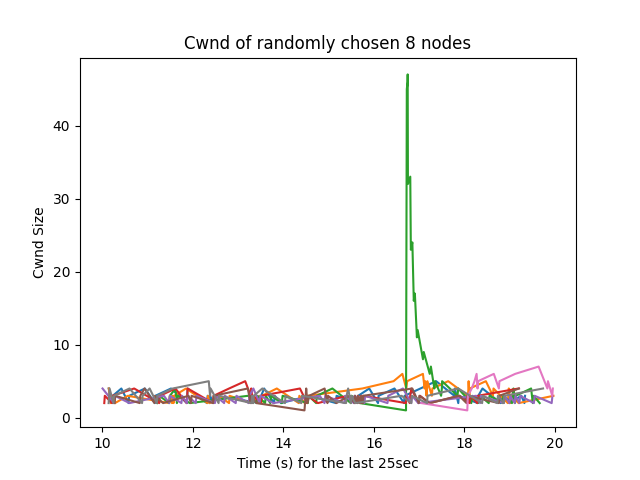 Cwnd of randomly chosen 8 nodes
40
30
20
10
0
Cwnd Size
10 12 14 16 18 20
Time (s) for the last 25sec